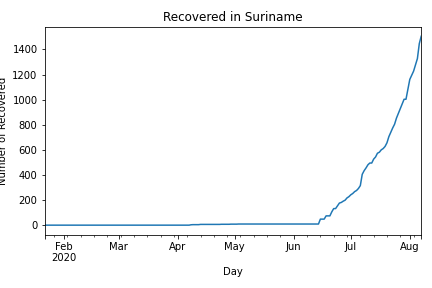 Recovered in Suriname
Number of Recovered
1400
1200
1000
800
600
400
200
0
Feb
2020
Mar
Apr
May
Jun
Jul
Aug
Day